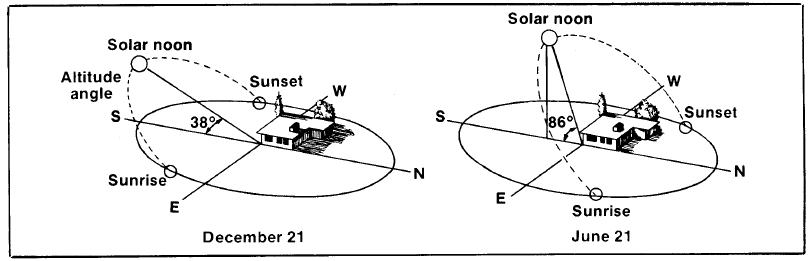 Solar noon
Altitude
angle
Sunset
W
S
38°
Sunrise
E
N
December 21
Solar noon
W
S
86°
Sunset
E
N
Sunrise
June 21